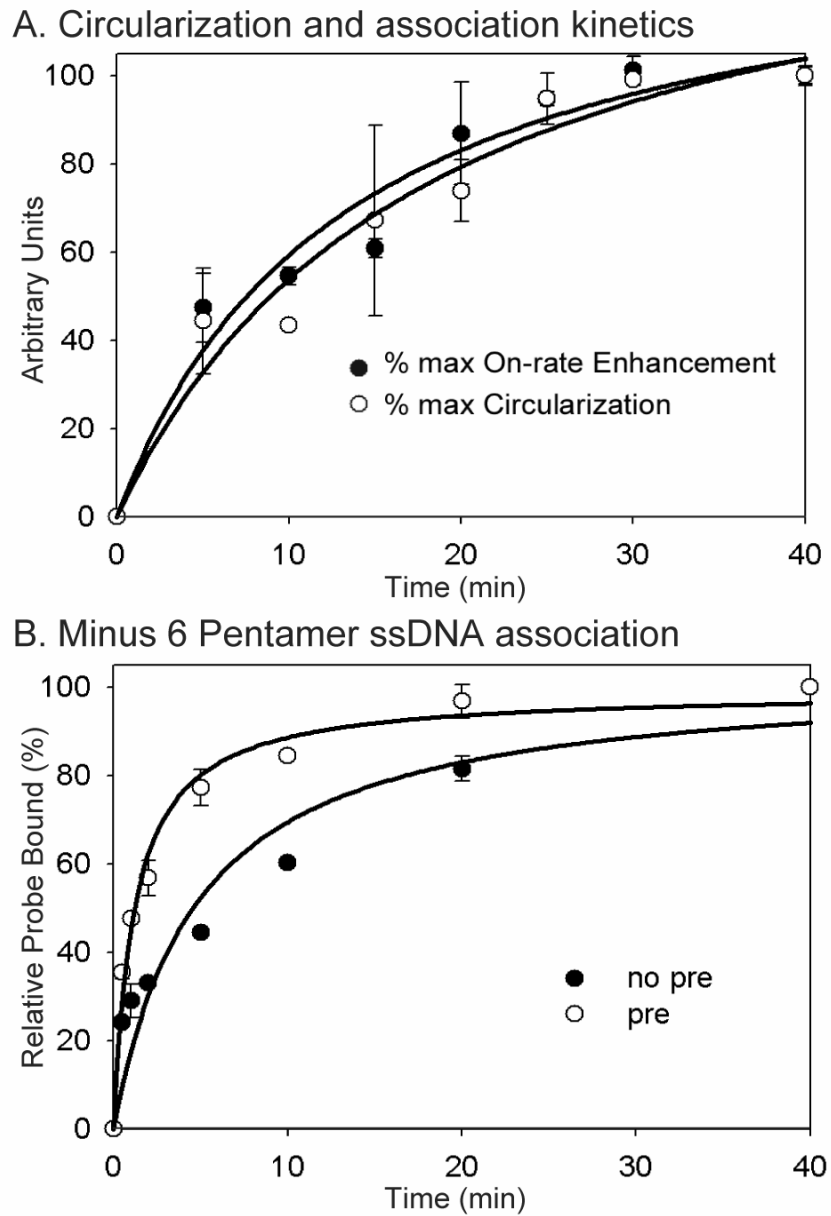 A. Circularization and association kinetics
100
80
60
40
20
0
Arbitrary Units
% max On-rate Enhancement
% max Circularization
0 10 20 30 40
Time (min)
B. Minus 6 Pentamer ssDNA association
100
80
60
40
20
0
Relative Probe Bound (%)
no pre
pre
0 10 20 30 40
Time (min)